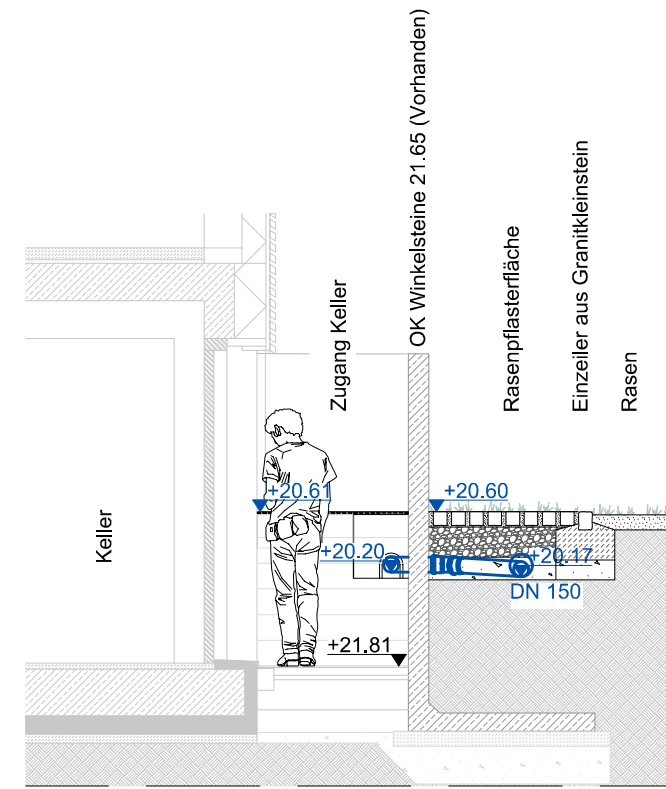 OK Winkelsteine 21.65 (Vorhanden)
Zugang Keller
Rasenpflasterfläche
Einzeiler aus Granitkleinstein
Rasen
Keller
+20.61
+20.60
+20.20
+20.17
DN 150
+21.81